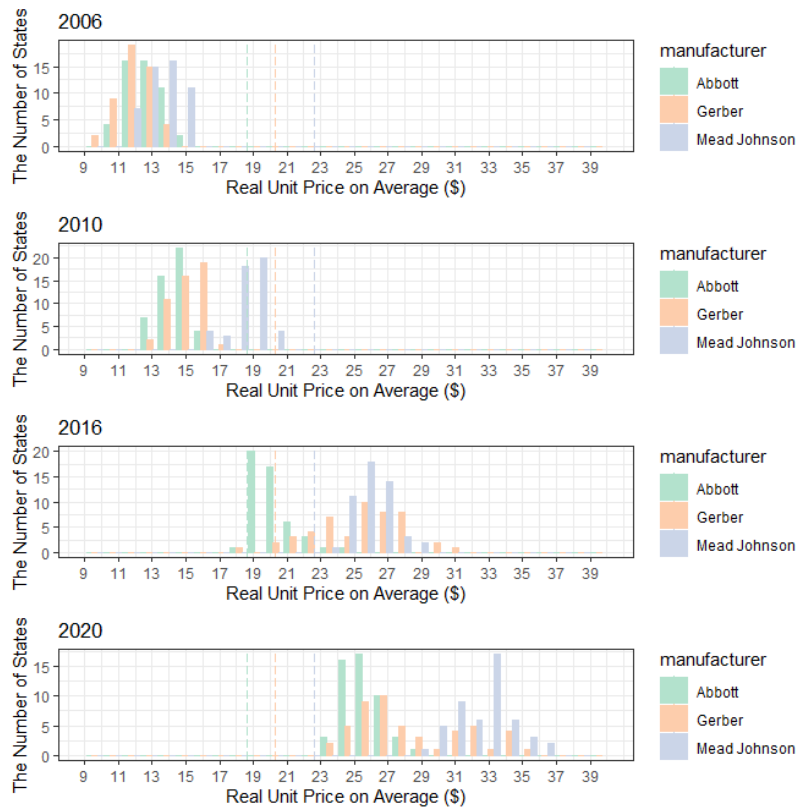 2006
The Number of States
15
10
5
0
9 11 13 15 17 19 21 23 25 27 29 31 33 35 37 39
Real Unit Price on Average ($)
manufacturer
Abbott
Gerber
Mead Johnson
2010
The Number of States
20
15
10
5
0
9 11 13 15 17 19 21 23 25 27 29 31 33 35 37 39
Real Unit Price on Average ($)
manufacturer
Abbott
Gerber
Mead Johnson
2016
The Number of States
20
15
10
5
0
9 11 13 15 17 19 21 23 25 27 29 31 33 35 37 39
Real Unit Price on Average ($)
manufacturer
Abbott
Gerber
Mead Johnson
2020
The Number of States
15
10
5
0
9 11 13 15 17 19 21 23 25 27 29 31 33 35 37 39
Real Unit Price on Average ($)
manufacturer
Abbott
Gerber
Mead Johnson